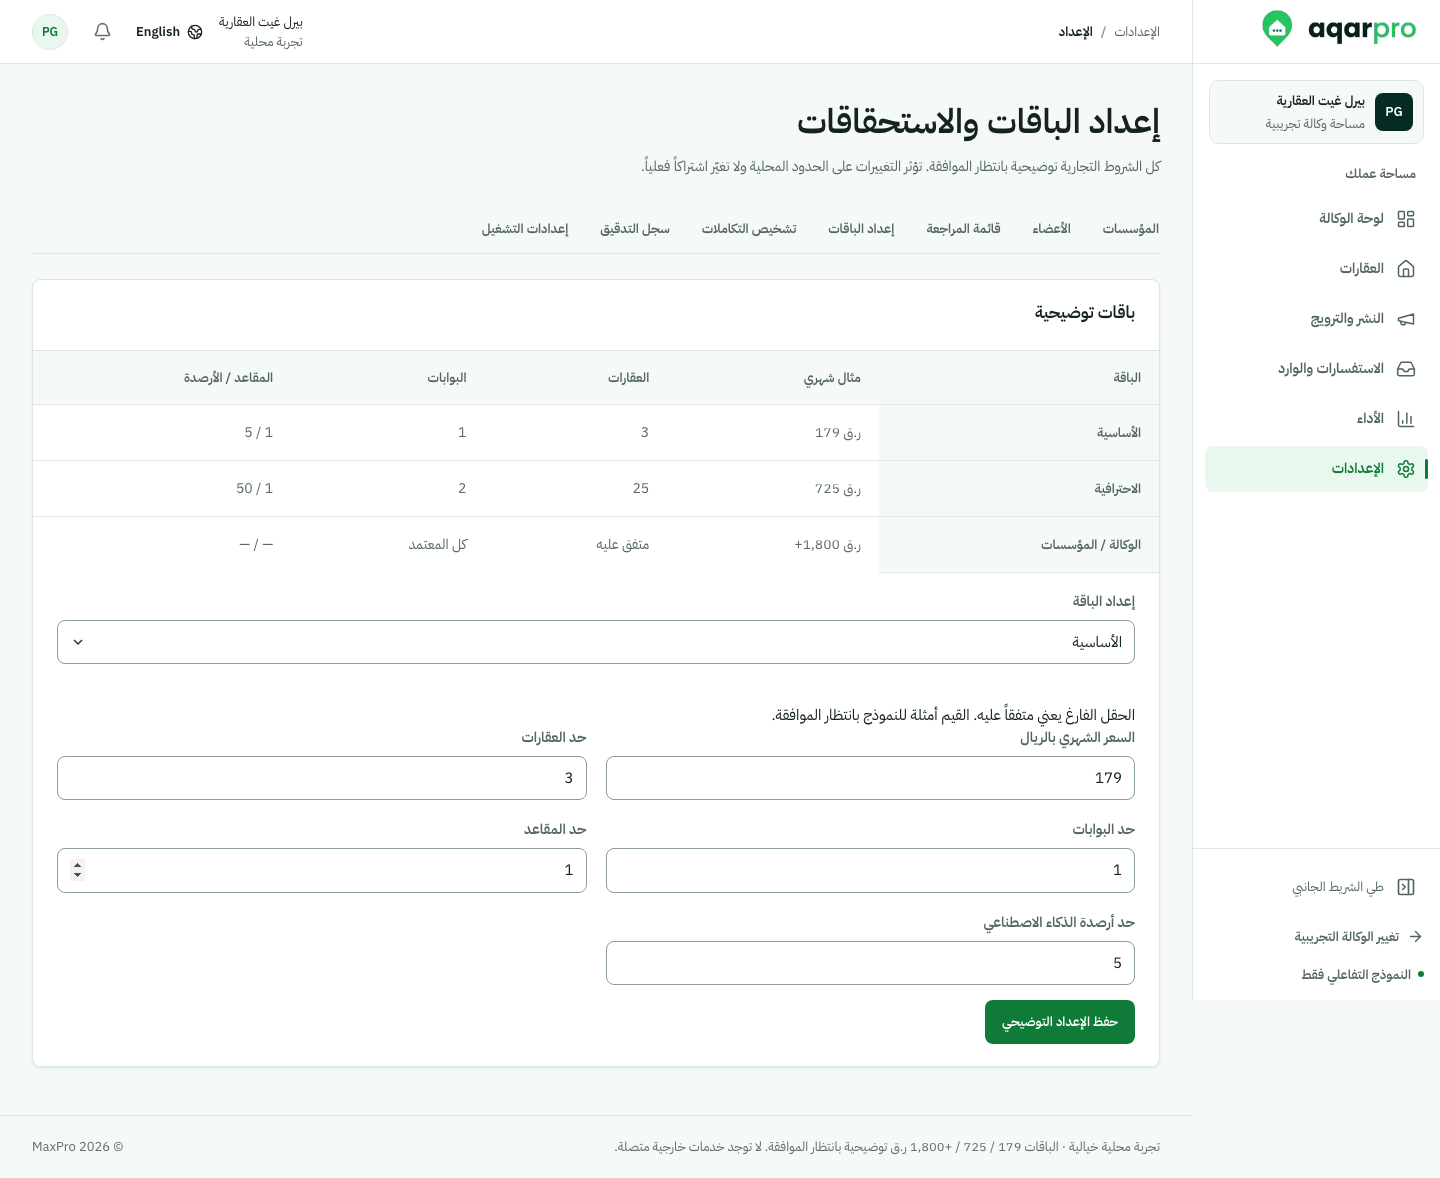 aqarpro
الإعدادات / الإعداد
بيرل غيت العقارية
تجربة محلية
English
PG
PG
بيرل غيت العقارية
مساحة وكالة تجريبية
مساحة عملك
لوحة الوكالة
العقارات
النشر والترويج
الاستفسارات والوارد
الأداء
الإعدادات
طي الشريط الجانبي
تغيير الوكالة التجريبية
النموذج التفاعلي فقط
إعداد الباقات والاستحقاقات
كل الشروط التجارية توضيحية بانتظار الموافقة. تؤثر التغييرات على الحدود المحلية ولا تغيّر اشتراكاً فعلياً.
المؤسسات الأعضاء قائمة المراجعة إعداد الباقات تشخيص التكاملات سجل التدقيق إعدادات التشغيل
باقات توضيحية
الباقة مثال شهري العقارات البوابات المقاعد / الأرصدة
الأساسية ر.ق 179 3 1 1 / 5
الاحترافية ر.ق 725 25 2 1 / 50
الوكالة / المؤسسات ر.ق 1,800+ متفق عليه كل المعتمد — / —
إعداد الباقة
الأساسية
الحقل الفارغ يعني متفقاً عليه. القيم أمثلة للنموذج بانتظار الموافقة.
السعر الشهري بالريال حد العقارات
179 3
حد البوابات حد المقاعد
1 1
حد أرصدة الذكاء الاصطناعي
5
حفظ الإعداد التوضيحي
تجربة محلية خيالية · الباقات 179 / 725 / +1,800 ر.ق توضيحية بانتظار الموافقة. لا توجد خدمات خارجية متصلة.
© 2026 MaxPro